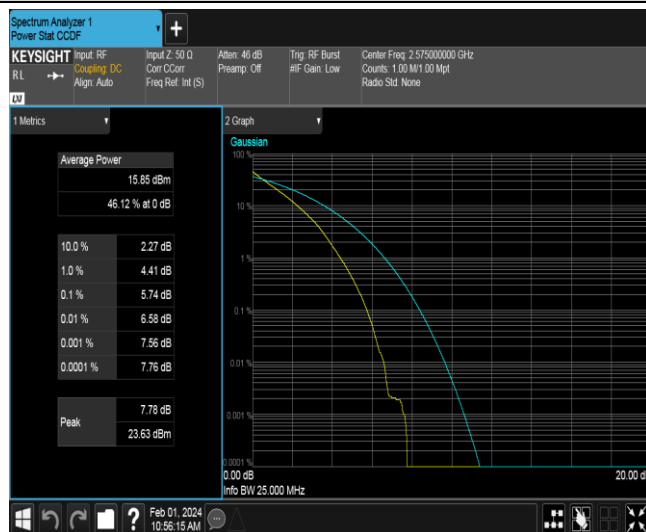 Spectrum Analyzer 1
Power Stat CCDF
+
KEYSIGHT
RL
LXI
Input: RF
Coupling: DC
Align: Auto
Input Z: 50 Ω
Corr CCorr
Freq Ref: Int (S)
Atten: 46 dB
Preamp: Off
Trig: RF Burst
#IF Gain: Low
Center Freq: 2.575000000 GHz
Counts: 1.00 M/1.00 Mpt
Radio Std: None
1 Metrics
Average Power
15.85 dBm
46.12 % at 0 dB
10.0 % 2.27 dB
1.0 % 4.41 dB
0.1 % 5.74 dB
0.01 % 6.58 dB
0.001 % 7.56 dB
0.0001 % 7.76 dB
Peak
7.78 dB
23.63 dBm
2 Graph
Gaussian
100 %
10 %
1 %
0.1 %
0.01 %
0.001 %
0.0001 %
0.00 dB
20.00 d
Info BW 25.000 MHz
?
Feb 01, 2024
10:56:15 AM